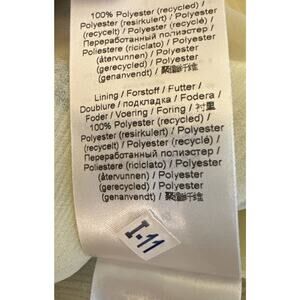 100% Polyester (recycled) /
Polyester (resirkulert) / Polyester
(recycelt) / Polyester (recyclé) /
Переработанный полиэстер /
Poliestere (riciclato) / Polyester
(återvunnen) / Polyester
(gerecycled) / Polyester
(genanvendt) / 聚酯纤维
Lining / Forstoff / Futter /
Doublure / подкладка / Fodera /
Foder / Voering / Foring / 衬里
100% Polyester (recycled) /
Polyester (resirkulert) / Polyester
(recycelt) / Polyester (recyclé) /
Переработанный полиэстер /
Poliestere (riciclato) / Polyester
(återvunnen) / Polyester
(gerecycled) / Polyester
(genanvendt) / 聚酯纤维
I-11